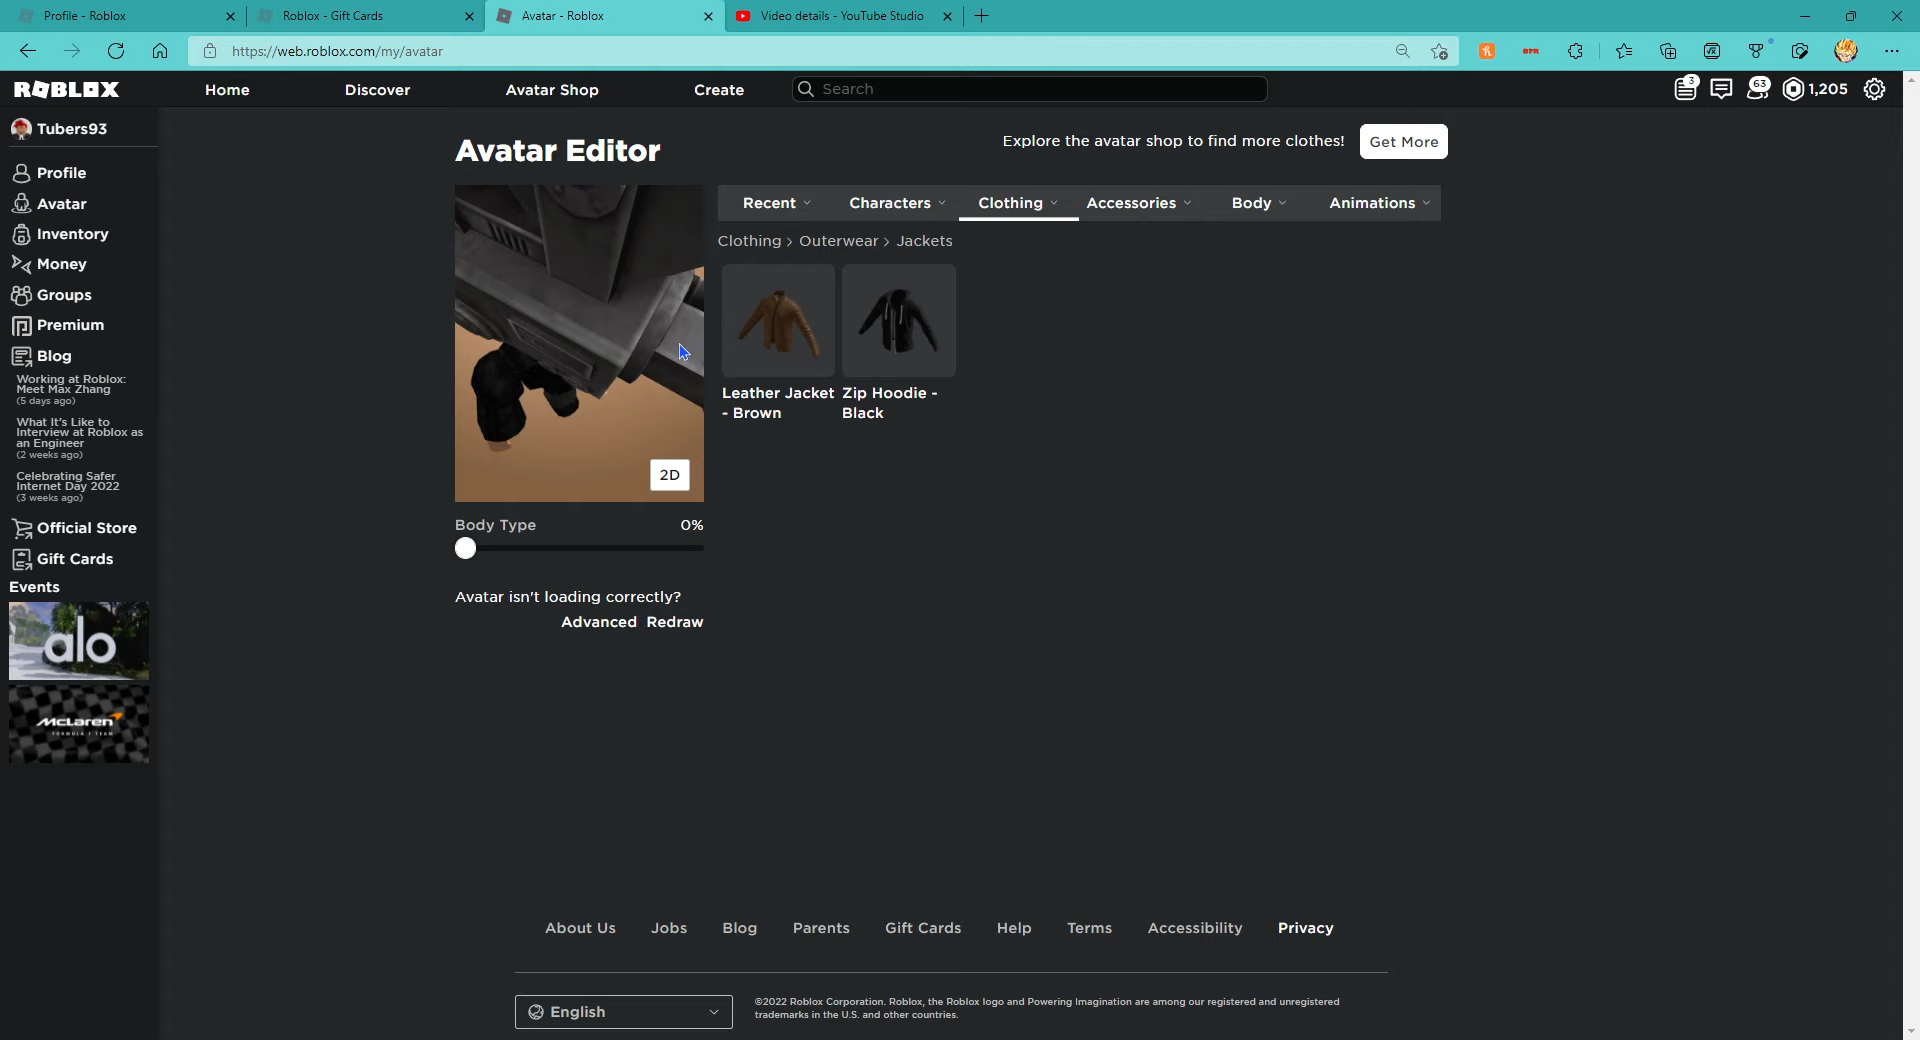 Profile - Roblox
Roblox - Gift Cards
Avatar - Roblox
Video details - YouTube Studio
https://web.roblox.com/my/avatar
ROBLOX
Home
Discover
Avatar Shop
Create
Search
3
63
1,205
Tubers93
Profile
Avatar
Inventory
Money
Groups
Premium
Blog
Working at Roblox:
Meet Max Zhang
(5 days ago)
What It's Like to
Interview at Roblox as
an Engineer
(2 weeks ago)
Celebrating Safer
Internet Day 2022
(3 weeks ago)
Official Store
Gift Cards
Events
alo
McLaren
FORMULA 1 TEAM
Avatar Editor
Explore the avatar shop to find more clothes!
Get More
Recent
Characters
Clothing
Accessories
Body
Animations
Clothing > Outerwear > Jackets
Leather Jacket
- Brown
Zip Hoodie -
Black
2D
Body Type
0%
Avatar isn't loading correctly?
Advanced
Redraw
About Us
Jobs
Blog
Parents
Gift Cards
Help
Terms
Accessibility
Privacy
English
©2022 Roblox Corporation. Roblox, the Roblox logo and Powering Imagination are among our registered and unregistered
trademarks in the U.S. and other countries.